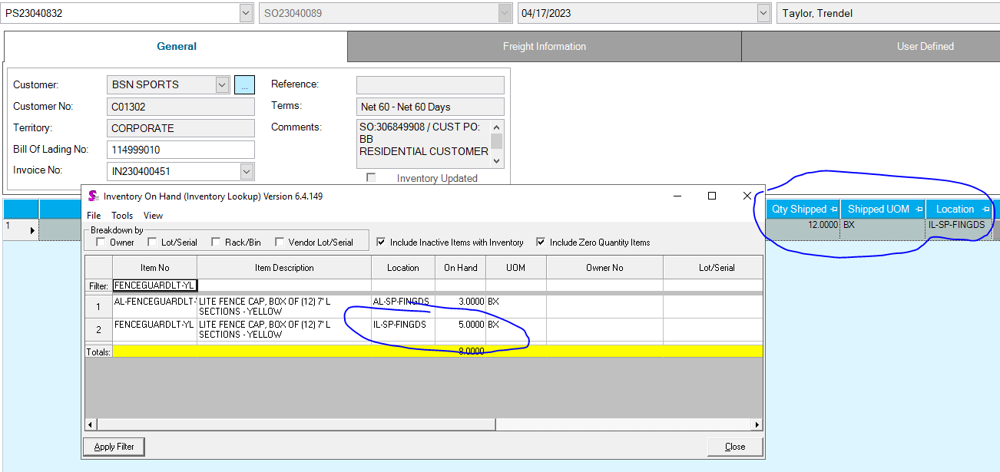 PS23040832 SO23040089 04/17/2023 Taylor, Trendel
General Freight Information User Defined
Customer: BSN SPORTS ... Reference:
Customer No: C01302 Terms: Net 60 - Net 60 Days
Territory: CORPORATE Comments: SO:306849908 / CUST PO:
BB
Bill Of Lading No: 114999010 RESIDENTIAL CUSTOMER
Invoice No: IN230400451
Inventory Updated
Inventory On Hand (Inventory Lookup) Version 6.4.149
File Tools View
Qty Shipped Shipped UOM Location
1 12.0000 BX IL-SP-FINGDS
Breakdown by
Owner Lot/Serial Rack/Bin Vendor Lot/Serial Include Inactive Items with Inventory Include Zero Quantity Items
Item No Item Description Location On Hand UOM Owner No Lot/Serial
Filter: FENCEGUARDLT-YL
1 AL-FENCEGUARDLT- LITE FENCE CAP, BOX OF (12) 7' L AL-SP-FINGDS 3.0000 BX
SECTIONS - YELLOW
2 FENCEGUARDLT-YL LITE FENCE CAP, BOX OF (12) 7' L IL-SP-FINGDS 5.0000 BX
SECTIONS - YELLOW
Totals: 8.0000
Apply Filter Close